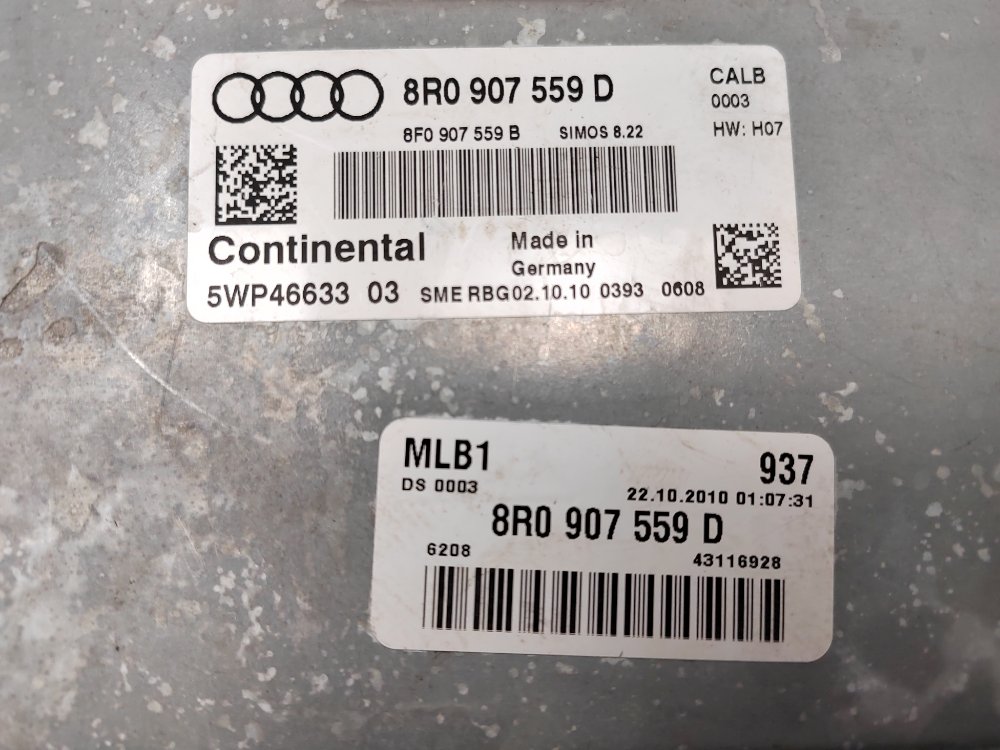 8R0 907 559 D
CALB
0003
HW: H07
8F0 907 559 B SIMOS 8.22
Continental
Made in
Germany
5WP46633 03 SME RBG02.10.10 0393 0608
MLB1
937
DS 0003
22.10.2010 01:07:31
8R0 907 559 D
6208
43116928